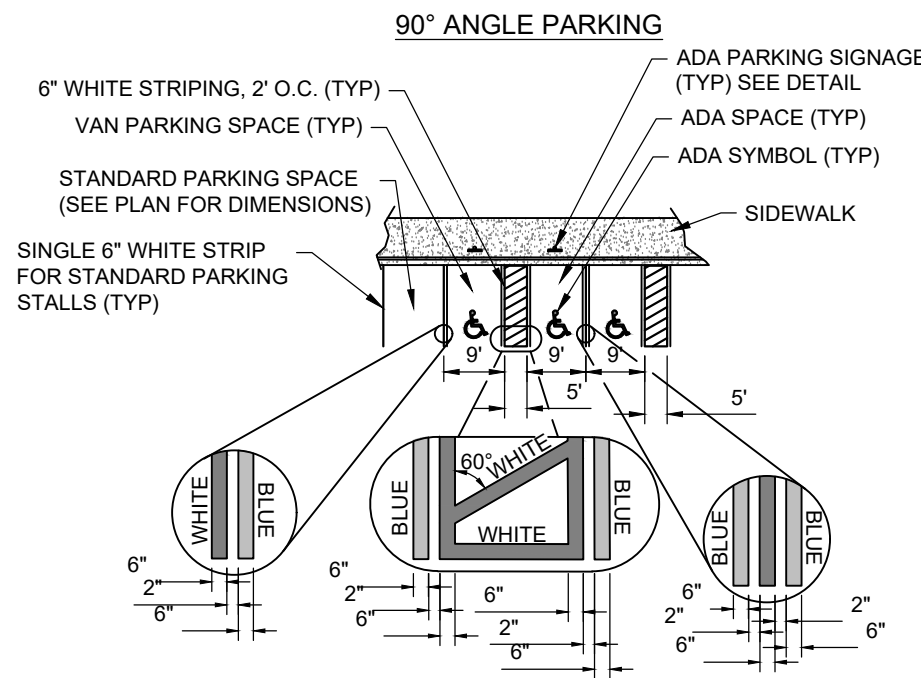 90° ANGLE PARKING
6" WHITE STRIPING, 2' O.C. (TYP)
VAN PARKING SPACE (TYP)
STANDARD PARKING SPACE
(SEE PLAN FOR DIMENSIONS)
SINGLE 6" WHITE STRIP
FOR STANDARD PARKING
STALLS (TYP)
ADA PARKING SIGNAGE
(TYP) SEE DETAIL
ADA SPACE (TYP)
ADA SYMBOL (TYP)
SIDEWALK
9'
9'
9'
5'
5'
WHITE
BLUE
6"
2"
6"
BLUE
60°
WHITE
WHITE
BLUE
6"
2"
6"
6"
2"
6"
BLUE
BLUE
6"
2"
6"
2"
6"